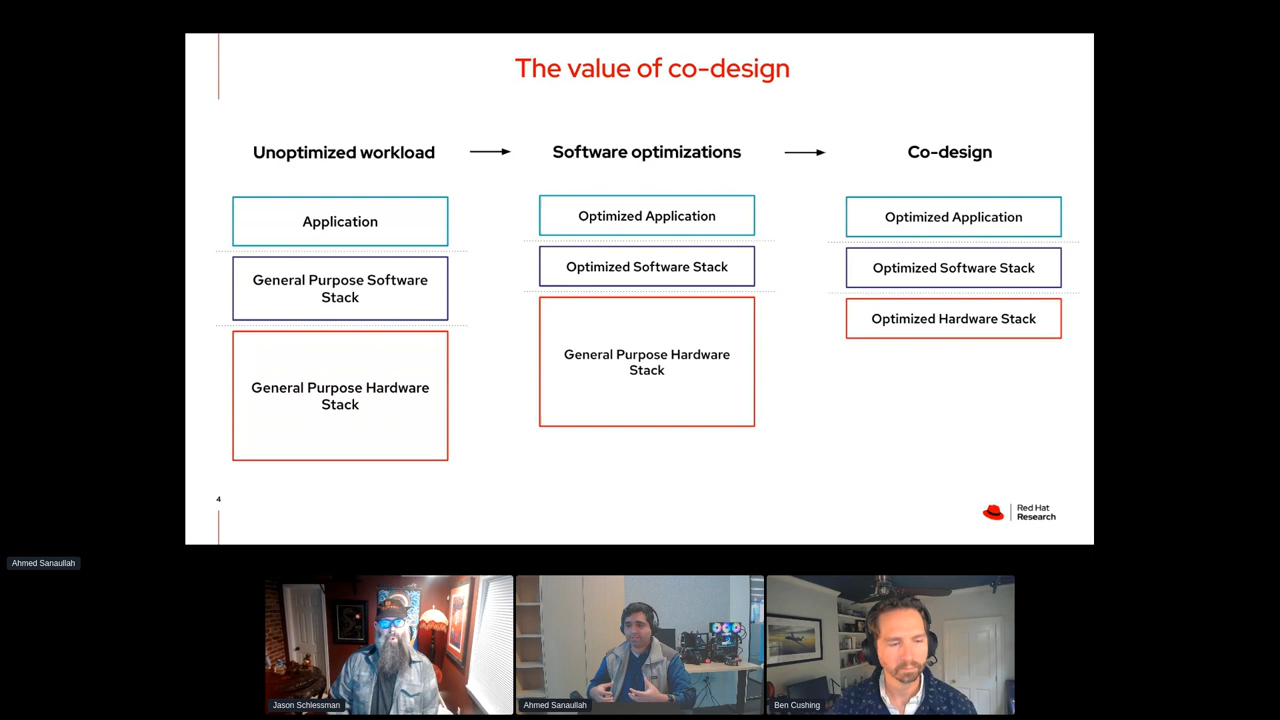 The value of co-design
Unoptimized workload
Software optimizations
Co-design
Application
General Purpose Software
Stack
General Purpose Hardware
Stack
Optimized Application
Optimized Software Stack
General Purpose Hardware
Stack
Optimized Application
Optimized Software Stack
Optimized Hardware Stack
4
Red Hat
Research
Ahmed Sanaullah
Jason Schlessman
Ahmed Sanaullah
Ben Cushing